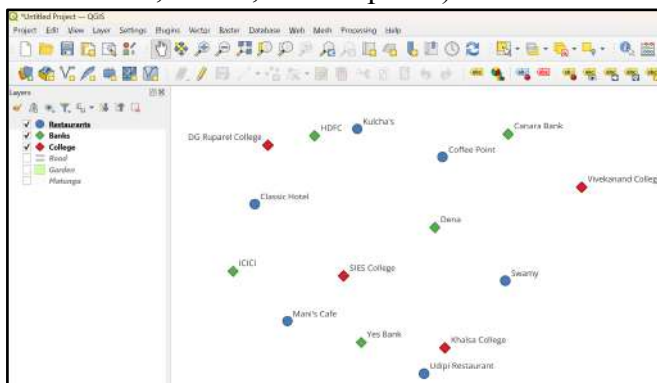 *Untitled Project — QGIS
Project Edit View Layer Settings Plugins Vector Raster Database Web Mesh Processing Help
Layers
Restaurants
Banks
College
Road
Garden
Matunga
Kulcha's
HDFC
Canara Bank
DG Ruparel College
Coffee Point
Vivekanand College
Classic Hotel
Dena
ICICI
SIES College
Swamy
Mani's Cafe
Yes Bank
Khalsa College
Udipi Restaurant